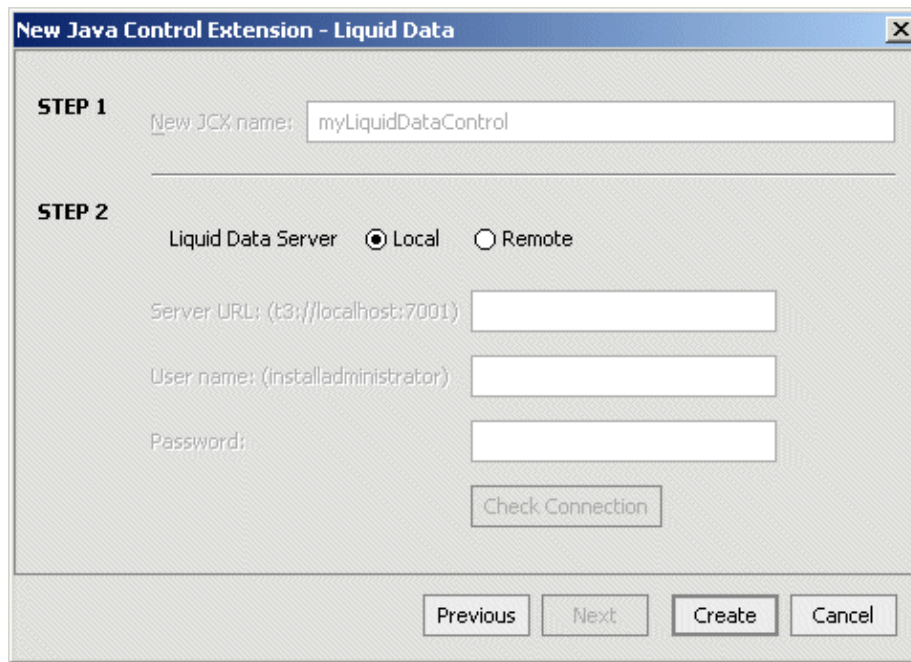 New Java Control Extension - Liquid Data
STEP 1
New JCX name: myLiquidDataControl
STEP 2
Liquid Data Server Local Remote
Server URL: (t3://localhost:7001)
User name: (installadministrator)
Password:
Check Connection
Previous Next Create Cancel